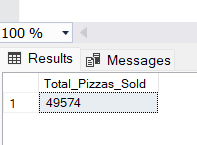 100 %
Results Messages
Total_Pizzas_Sold
1 49574